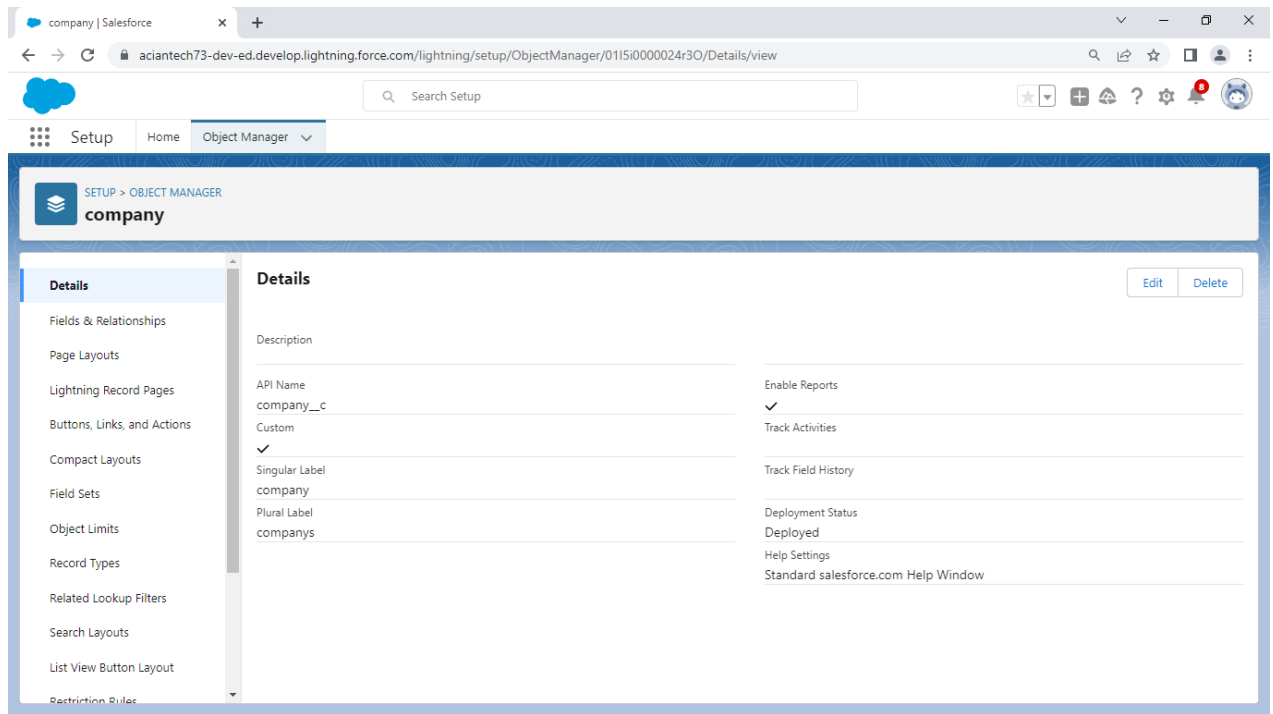 company | Salesforce
aciantech73-dev-ed.develop.lightning.force.com/lightning/setup/ObjectManager/01I5i0000024r3O/Details/view
Search Setup
8
Setup Home Object Manager
SETUP > OBJECT MANAGER
company
Details
Fields & Relationships
Page Layouts
Lightning Record Pages
Buttons, Links, and Actions
Compact Layouts
Field Sets
Object Limits
Record Types
Related Lookup Filters
Search Layouts
List View Button Layout
Restriction Rules
Details
Edit Delete
Description
API Name
company__c
Custom
Singular Label
company
Plural Label
companys
Enable Reports
Track Activities
Track Field History
Deployment Status
Deployed
Help Settings
Standard salesforce.com Help Window